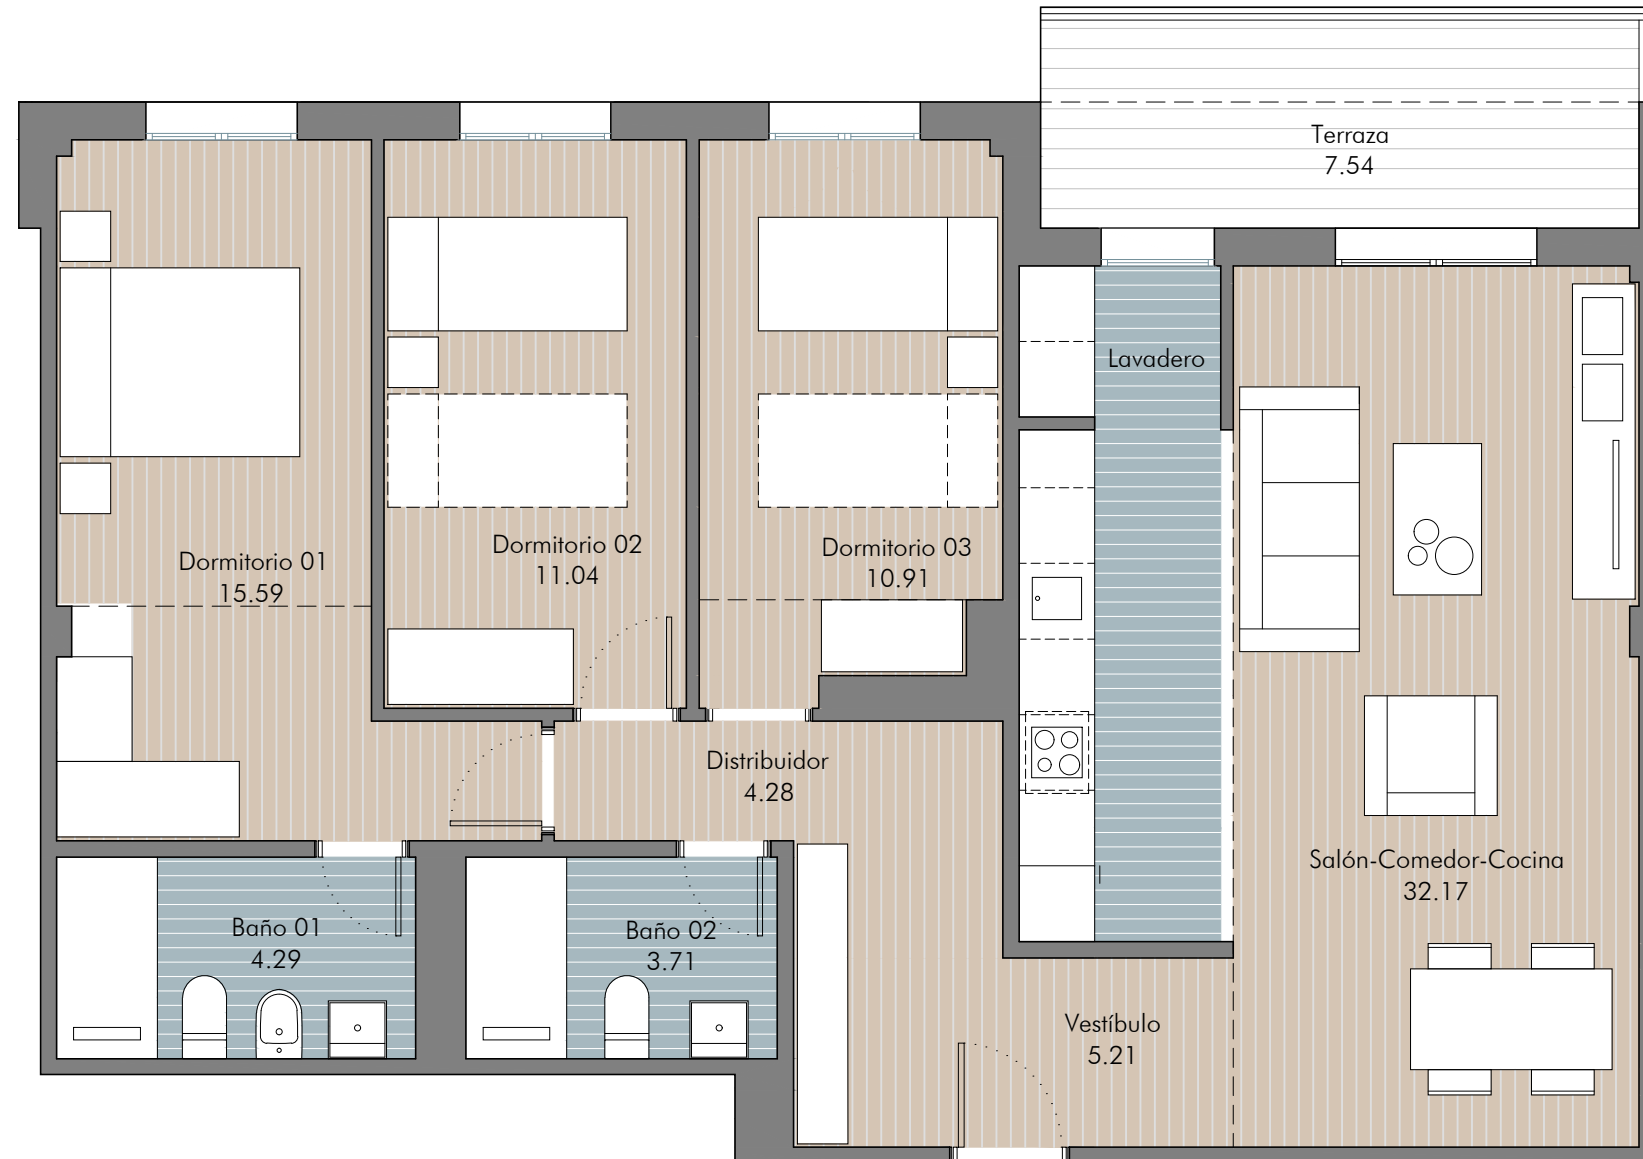 Terraza
7.54
Lavadero
Dormitorio 01
15.59
Dormitorio 02
11.04
Dormitorio 03
10.91
Distribuidor
4.28
Salón-Comedor-Cocina
32.17
Baño 01
4.29
Baño 02
3.71
Vestíbulo
5.21